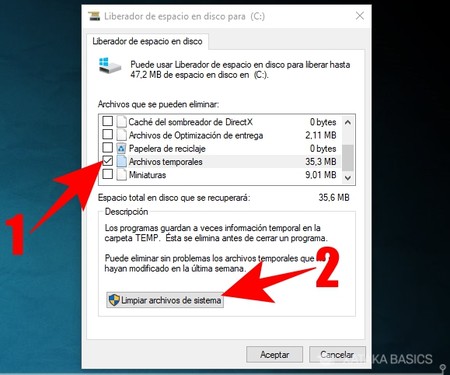 Liberador de espacio en disco para (C:)
Liberador de espacio en disco
Puede usar Liberador de espacio en disco para liberar hasta
47,2 MB de espacio en disco en (C:).
Archivos que se pueden eliminar:
Caché del sombreador de DirectX 0 bytes
Archivos de Optimización de entrega 2,11 MB
Papelera de reciclaje 0 bytes
Archivos temporales 35,3 MB
Miniaturas 9,01 MB
Espacio total en disco que se recuperará: 35,6 MB
Descripción
Los programas guardan a veces información temporal en la
carpeta TEMP. Ésta se elimina antes de cerrar un programa.
Puede eliminar sin problemas los archivos temporales que
hayan modificado en la última semana.
Limpiar archivos de sistema
Aceptar
Cancelar
1
2
BASICS